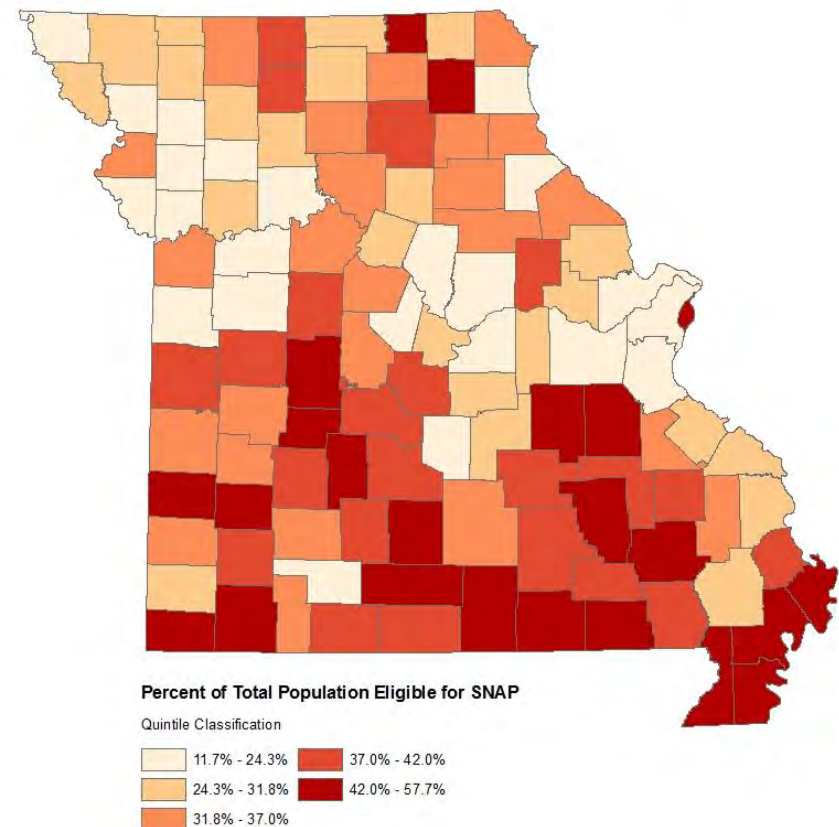 Percent of Total Population Eligible for SNAP
Quintile Classification
11.7% - 24.3%
24.3% - 31.8%
31.8% - 37.0%
37.0% - 42.0%
42.0% - 57.7%